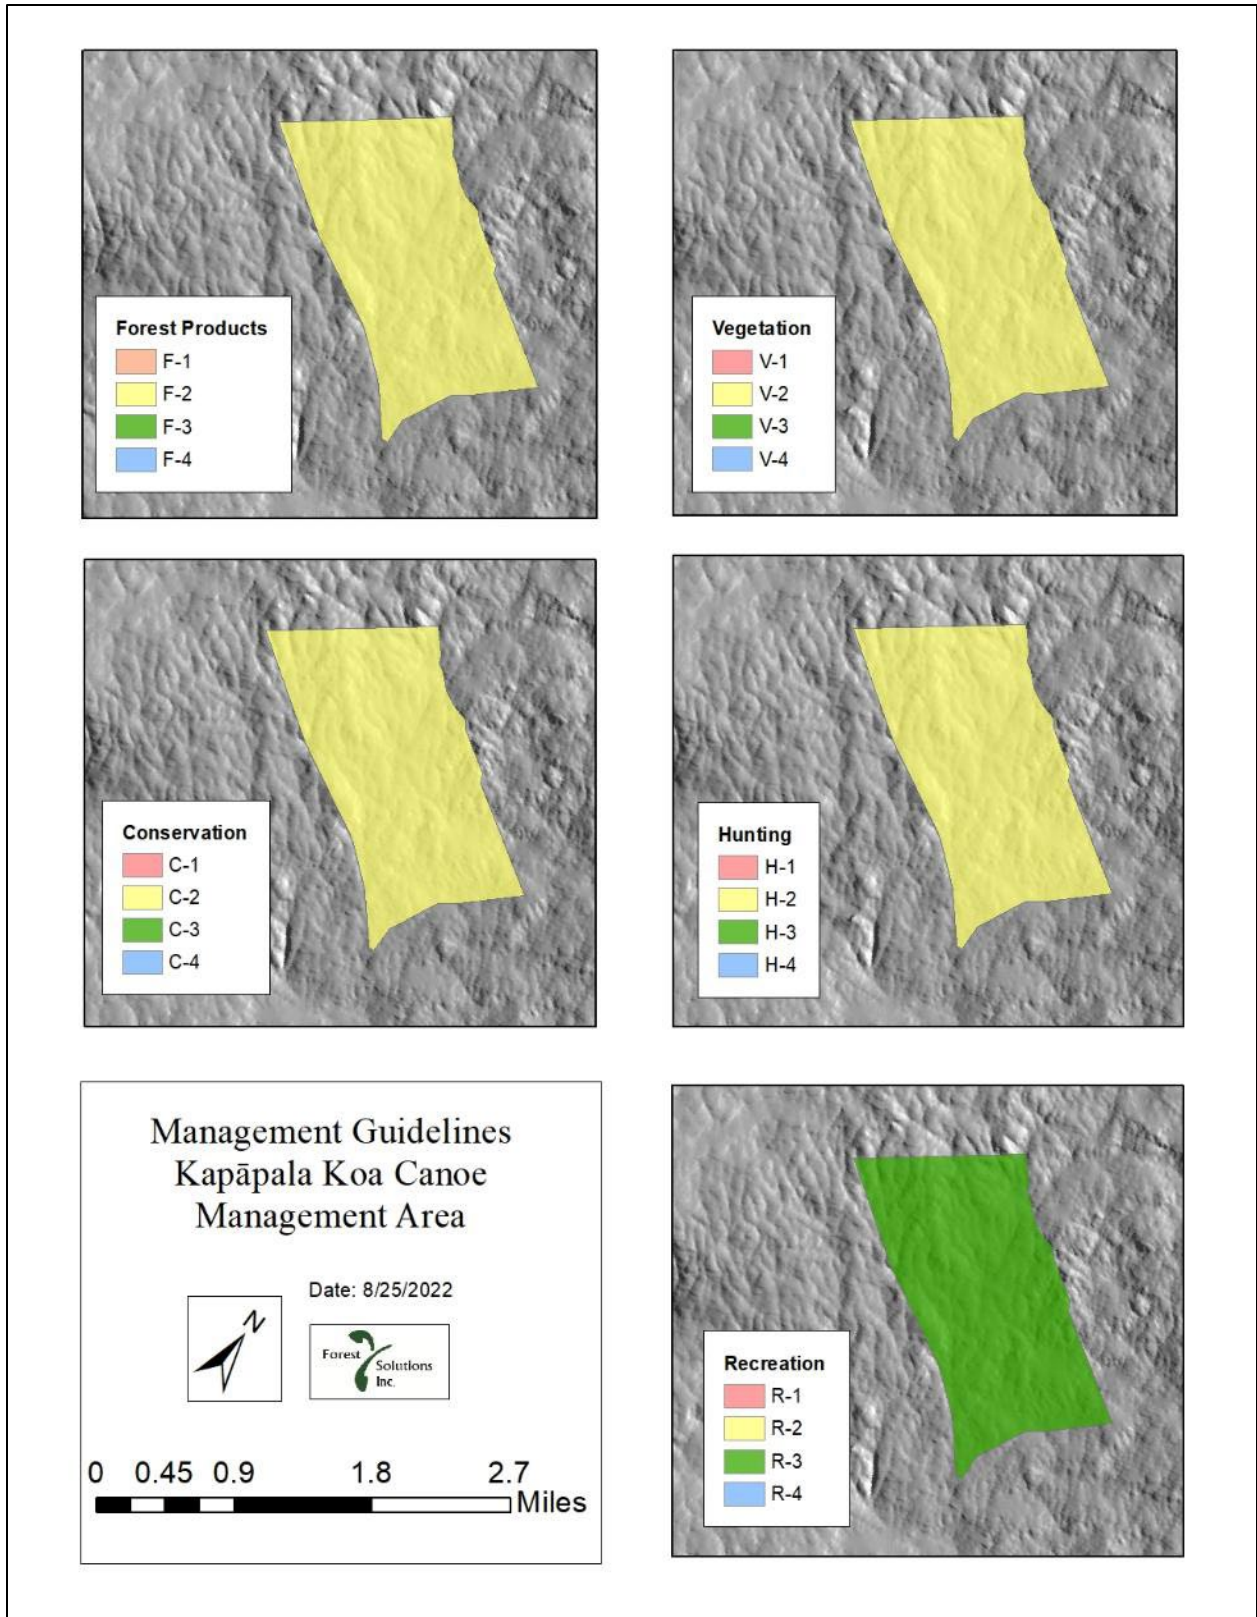 Forest Products
F-1
F-2
F-3
F-4
Vegetation
V-1
V-2
V-3
V-4
Conservation
C-1
C-2
C-3
C-4
Hunting
H-1
H-2
H-3
H-4
Management Guidelines
Kapāpala Koa Canoe
Management Area
Date: 8/25/2022
N
Forest Solutions
Inc.
0 0.45 0.9 1.8 2.7
Miles
Recreation
R-1
R-2
R-3
R-4